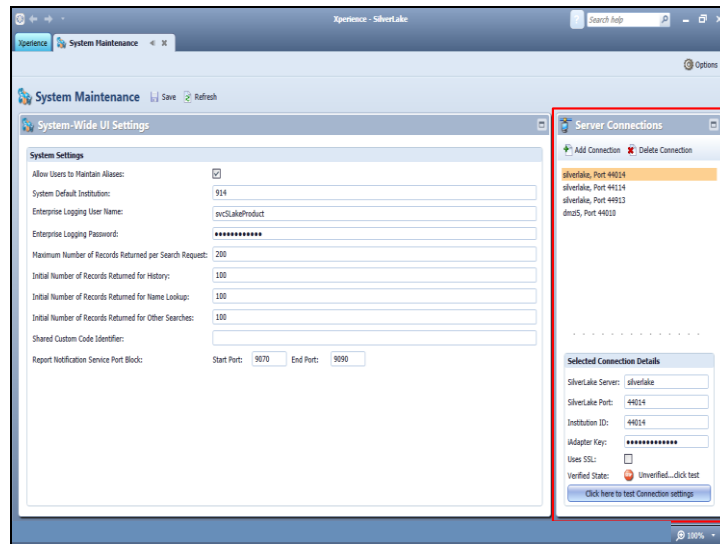 Xperience - SilverLake
Search help
Xperience
System Maintenance
Options
System Maintenance Save Refresh
System-Wide UI Settings
System Settings
Allow Users to Maintain Aliases:
System Default Institution: 914
Enterprise Logging User Name: svcSLakeProduct
Enterprise Logging Password: ●●●●●●●●●●●●
Maximum Number of Records Returned per Search Request: 200
Initial Number of Records Returned for History: 100
Initial Number of Records Returned for Name Lookup: 100
Initial Number of Records Returned for Other Searches: 100
Shared Custom Code Identifier:
Report Notification Service Port Block: Start Port: 9070 End Port: 9090
Server Connections
Add Connection Delete Connection
silverlake, Port 44014
silverlake, Port 44114
silverlake, Port 44913
dmzi5, Port 44010
Selected Connection Details
SilverLake Server: silverlake
SilverLake Port: 44014
Institution ID: 44014
iAdapter Key: ●●●●●●●●●●●●●
Uses SSL:
Verified State: Unverified...click test
Click here to test Connection settings
100%